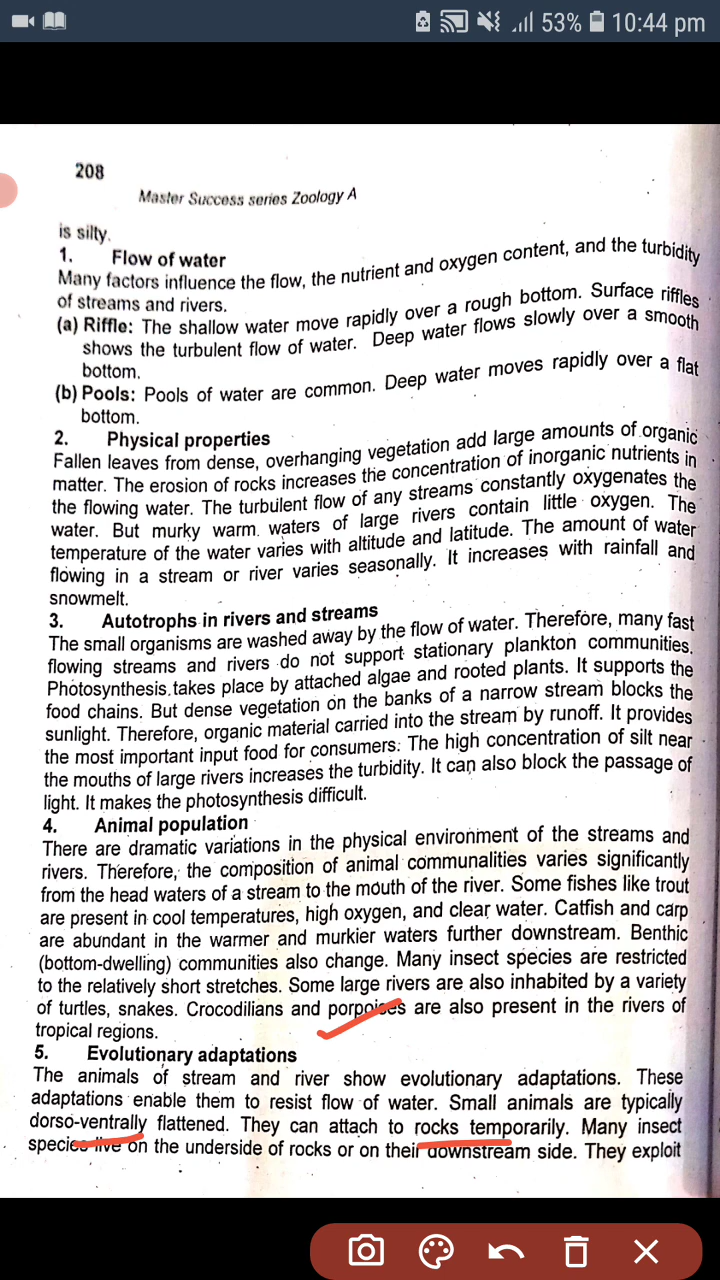 53% 10:44 pm
208
Master Success series Zoology A
is silty.
1. Flow of water
Many factors influence the flow, the nutrient and oxygen content, and the turbidity
of streams and rivers.
(a) Riffle: The shallow water move rapidly over a rough bottom. Surface riffles
shows the turbulent flow of water. Deep water flows slowly over a smooth
bottom.
(b) Pools: Pools of water are common. Deep water moves rapidly over a flat
bottom.
2. Physical properties
Fallen leaves from dense, overhanging vegetation add large amounts of organic
matter. The erosion of rocks increases the concentration of inorganic nutrients in
the flowing water. The turbulent flow of any streams constantly oxygenates the
water. But murky warm waters of large rivers contain little oxygen. The
temperature of the water varies with altitude and latitude. The amount of water
flowing in a stream or river varies seasonally. It increases with rainfall and
snowmelt.
3. Autotrophs in rivers and streams
The small organisms are washed away by the flow of water. Therefore, many fast
flowing streams and rivers do not support stationary plankton communities.
Photosynthesis takes place by attached algae and rooted plants. It supports the
food chains. But dense vegetation on the banks of a narrow stream blocks the
sunlight. Therefore, organic material carried into the stream by runoff. It provides
the most important input food for consumers. The high concentration of silt near
the mouths of large rivers increases the turbidity. It can also block the passage of
light. It makes the photosynthesis difficult.
4. Animal population
There are dramatic variations in the physical environment of the streams and
rivers. Therefore, the composition of animal communalities varies significantly
from the head waters of a stream to the mouth of the river. Some fishes like trout
are present in cool temperatures, high oxygen, and clear water. Catfish and carp
are abundant in the warmer and murkier waters further downstream. Benthic
(bottom-dwelling) communities also change. Many insect species are restricted
to the relatively short stretches. Some large rivers are also inhabited by a variety
of turtles, snakes. Crocodilians and porpoises are also present in the rivers of
tropical regions.
5. Evolutionary adaptations
The animals of stream and river show evolutionary adaptations. These
adaptations enable them to resist flow of water. Small animals are typically
dorso-ventrally flattened. They can attach to rocks temporarily. Many insect
species live on the underside of rocks or on their downstream side. They exploit